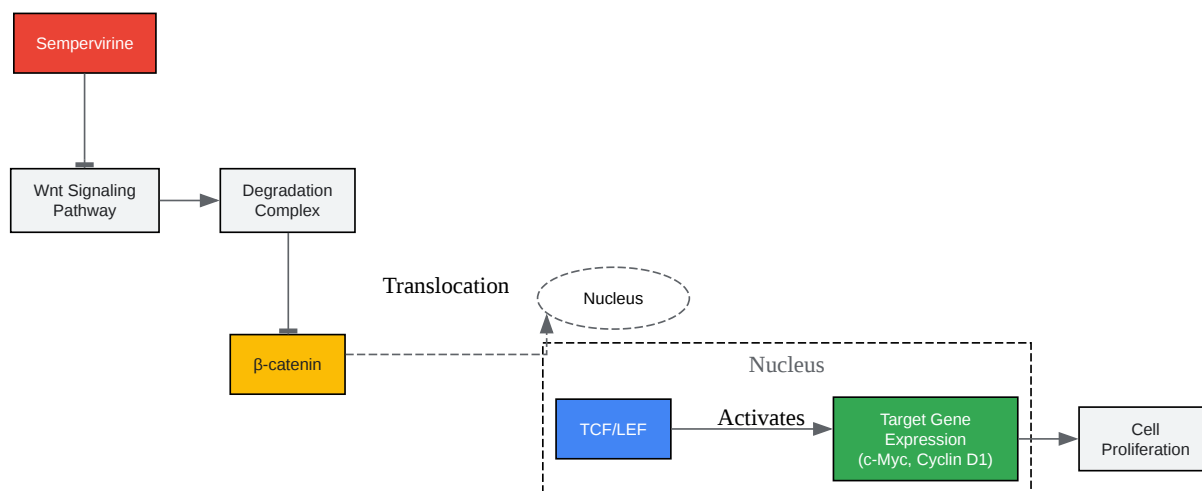 Sempervirine
Wnt Signaling
Pathway
Degradation
Complex
Translocation
Nucleus
β-catenin
Nucleus
TCF/LEF
Activates
Target Gene
Expression
(c-Myc, Cyclin D1)
Cell
Proliferation